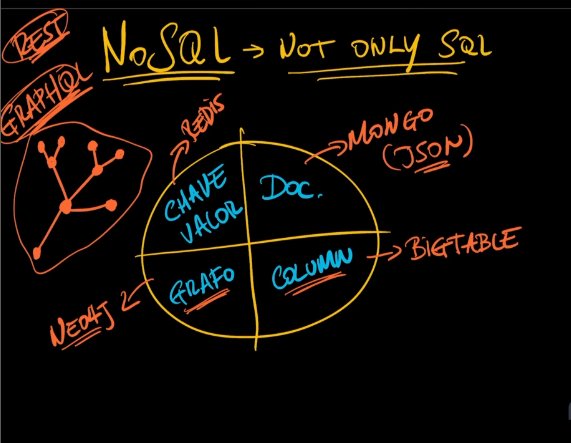 REST
NoSQL → NOT ONLY SQL
GRAPHQL
REDIS
MONGO
(JSON)
CHAVE
VALOR
DOC.
BIGTABLE
GRAFO
COLUMN
NEO4J